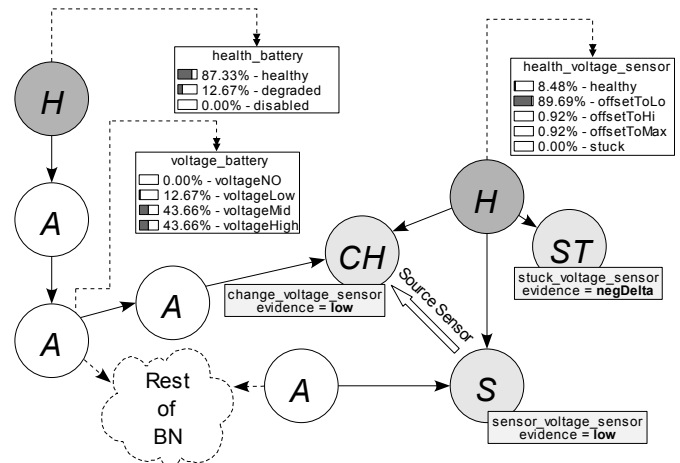 health_battery
87.33% - healthy
12.67% - degraded
0.00% - disabled
health_voltage_sensor
8.48% - healthy
89.69% - offsetToLo
0.92% - offsetToHi
0.92% - offsetToMax
0.00% - stuck
H
voltage_battery
0.00% - voltageNO
12.67% - voltageLow
43.66% - voltageMid
43.66% - voltageHigh
H
A
CH
ST
stuck_voltage_sensor
evidence = negDelta
change_voltage_sensor
evidence = low
Source Sensor
A
A
Rest
of
BN
A
S
sensor_voltage_sensor
evidence = low